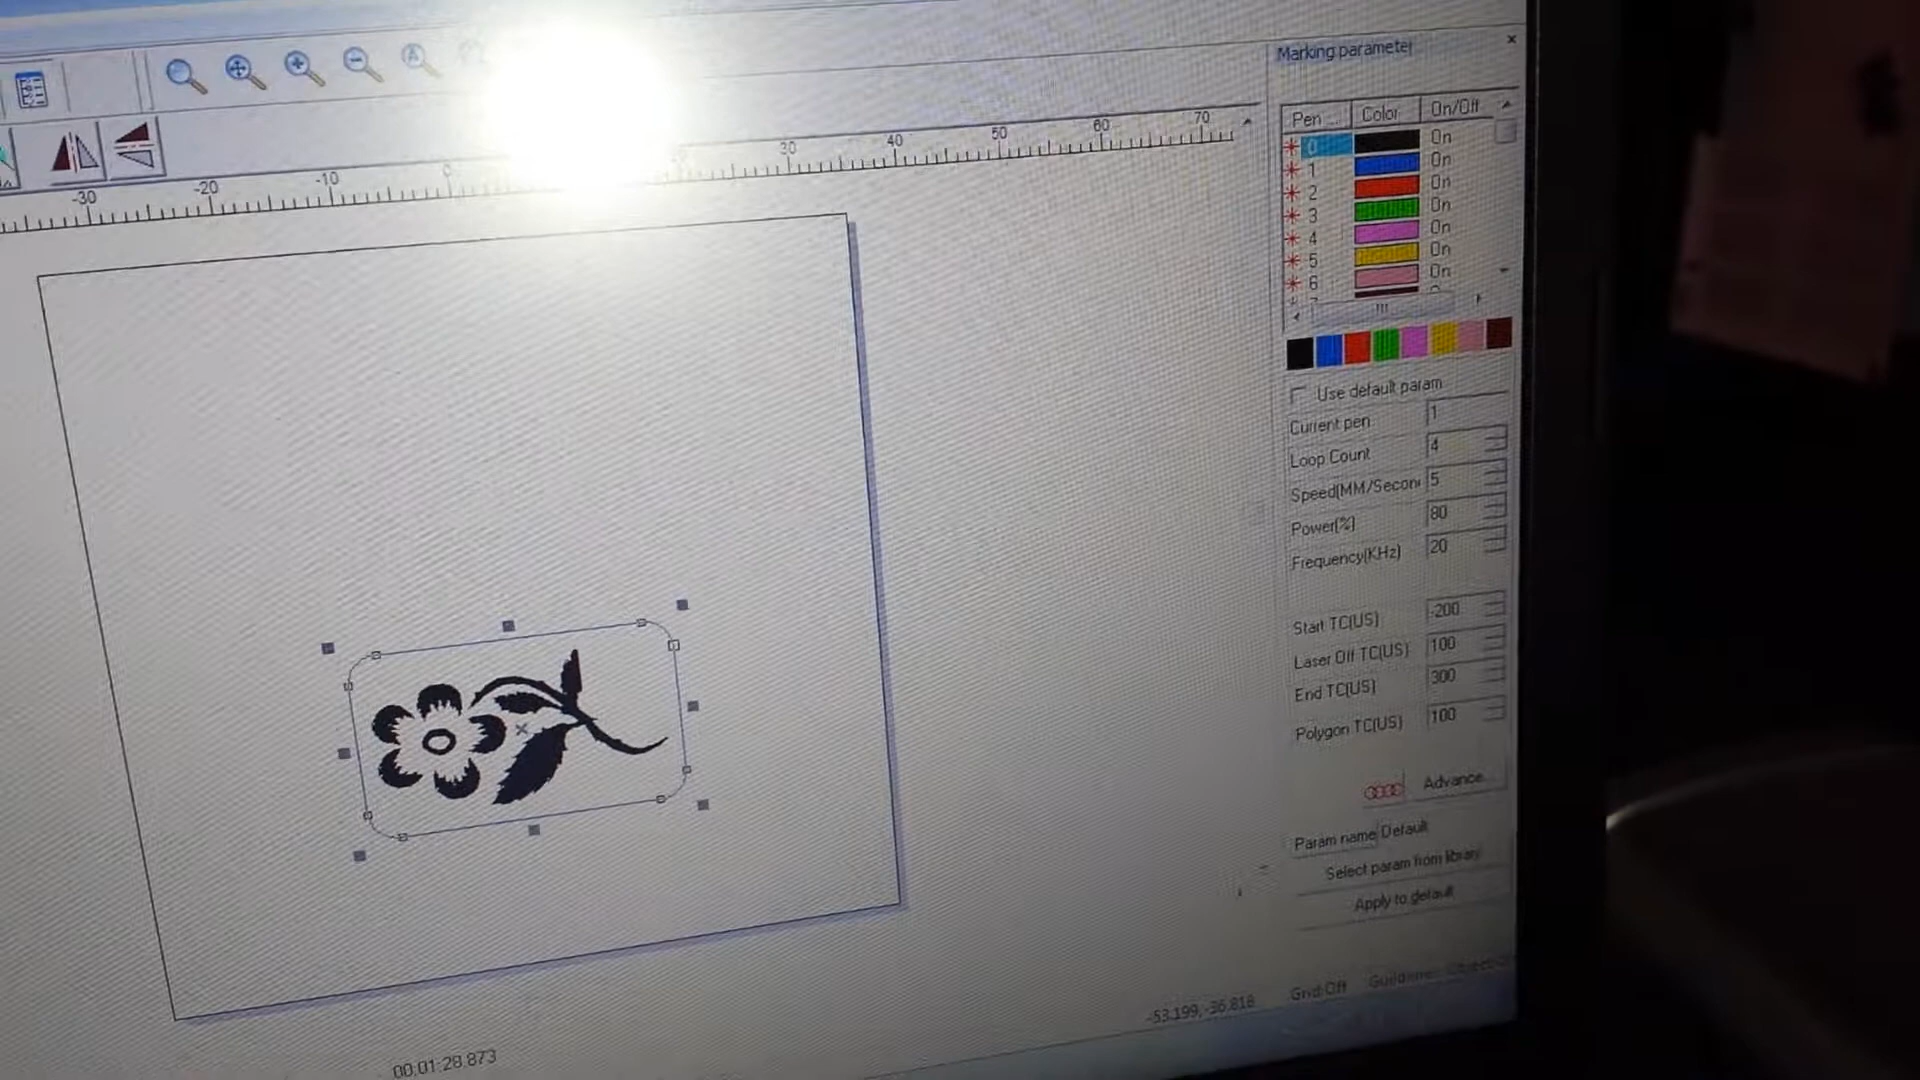 Marking parameter
Pen ... Color On/Off
0 On
1 On
2 On
3 On
4 On
5 On
6 On
-30 -20 -10 0 30 40 50 60 70
Use default param
Current pen 1
Loop Count 4
Speed(MM/Secon 5
Power(%) 80
Frequency(KHz) 20
Start TC(US) -200
Laser Off TC(US) 100
End TC(US) 300
Polygon TC(US) 100
Advance...
Param name Default
Select param from library
Apply to default
-53.199,-36.818 Grid:Off
00:01:28.873